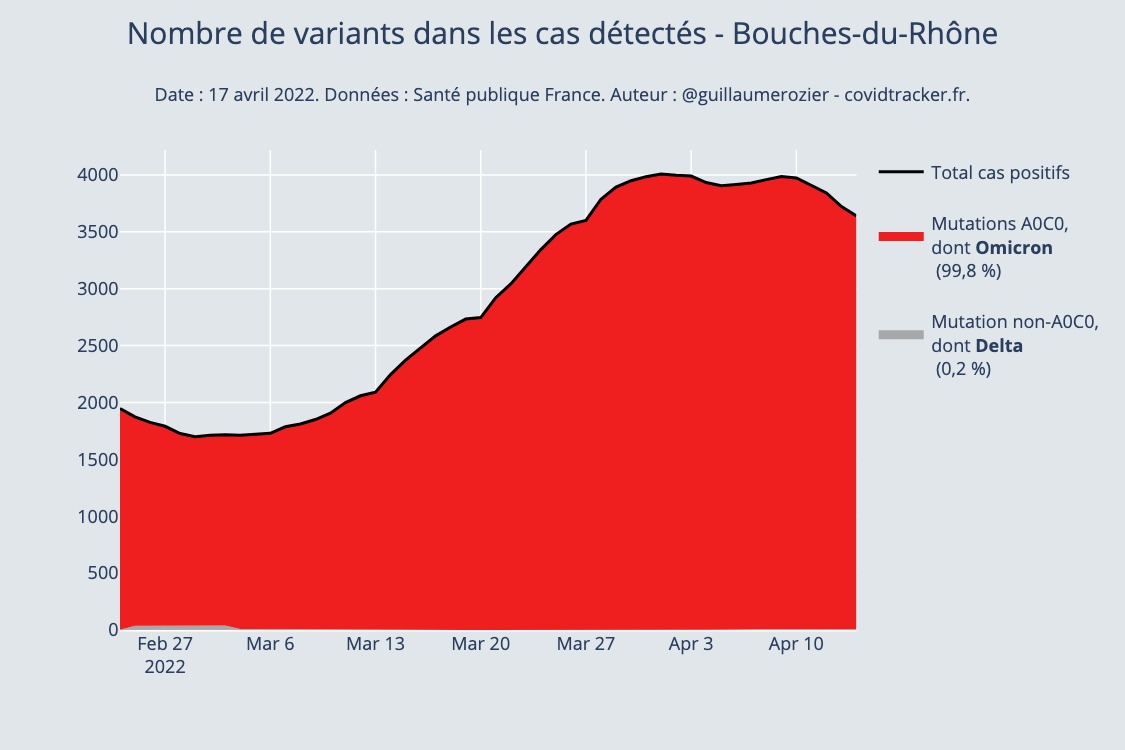 Nombre de variants dans les cas détectés - Bouches-du-Rhône
Date : 17 avril 2022. Données : Santé publique France. Auteur : @guillaumerozier - covidtracker.fr.
4000
3500
3000
2500
2000
1500
1000
500
0
Feb 27 Mar 6 Mar 13 Mar 20 Mar 27 Apr 3 Apr 10
2022
Total cas positifs
Mutations A0C0,
dont Omicron
(99,8 %)
Mutation non-A0C0,
dont Delta
(0,2 %)